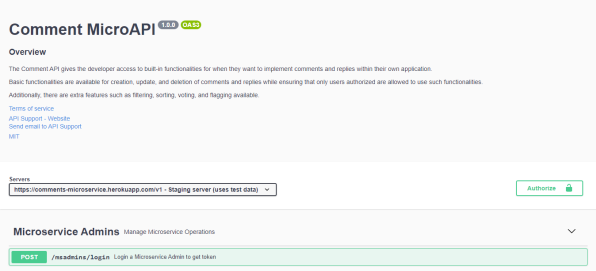 Comment MicroAPI 1.0.0 OAS3
Overview
The Comment API gives the developer access to built-in functionalities for when they want to implement comments and replies within their own application.
Basic functionalities are available for creation, update, and deletion of comments and replies while ensuring that only users authorized are allowed to use such functionalities.
Additionally, there are extra features such as filtering, sorting, voting, and flagging available.
Terms of service
API Support - Website
Send email to API Support
MIT
Servers
https://comments-microservice.herokuapp.com/v1 - Staging server (uses test data)
Authorize
Microservice Admins Manage Microservice Operations
POST /msadmins/login Login a Microservice Admin to get token